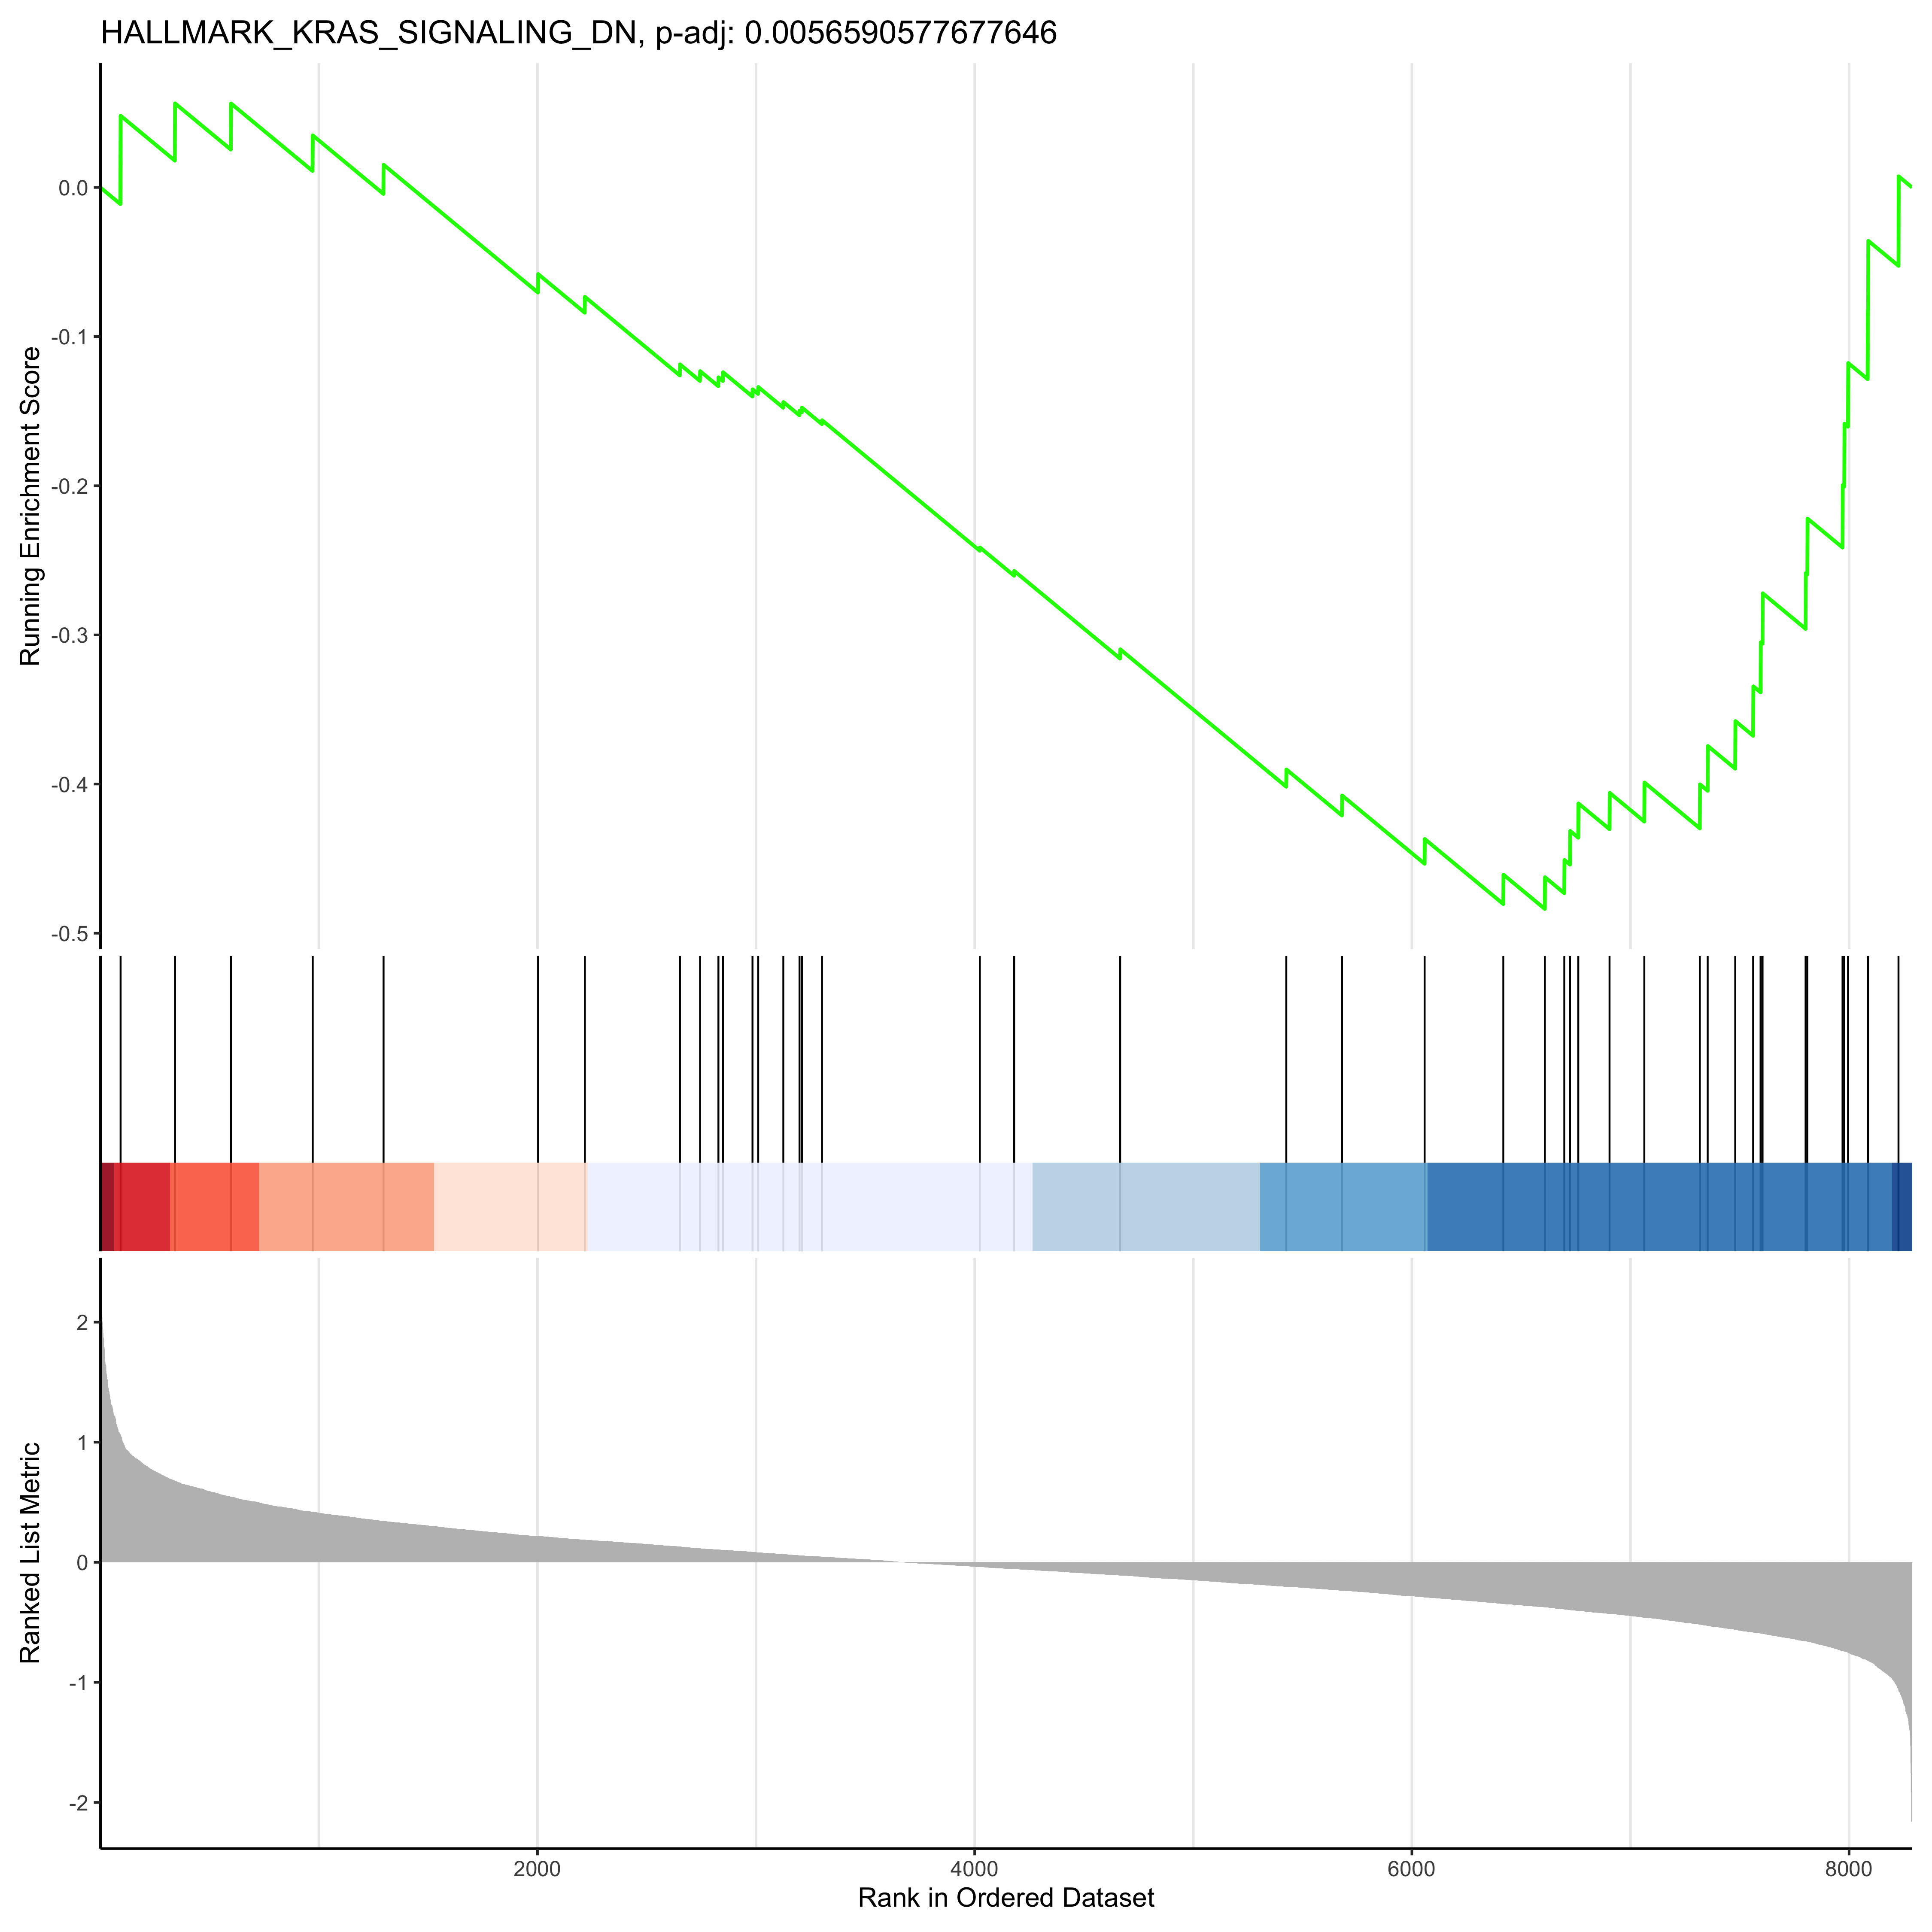 HALLMARK_KRAS_SIGNALING_DN, p-adj: 0.0056590577677646
Running Enrichment Score
0.0
-0.1
-0.2
-0.3
-0.4
-0.5
Ranked List Metric
2
1
0
-1
-2
2000 4000 6000 8000
Rank in Ordered Dataset